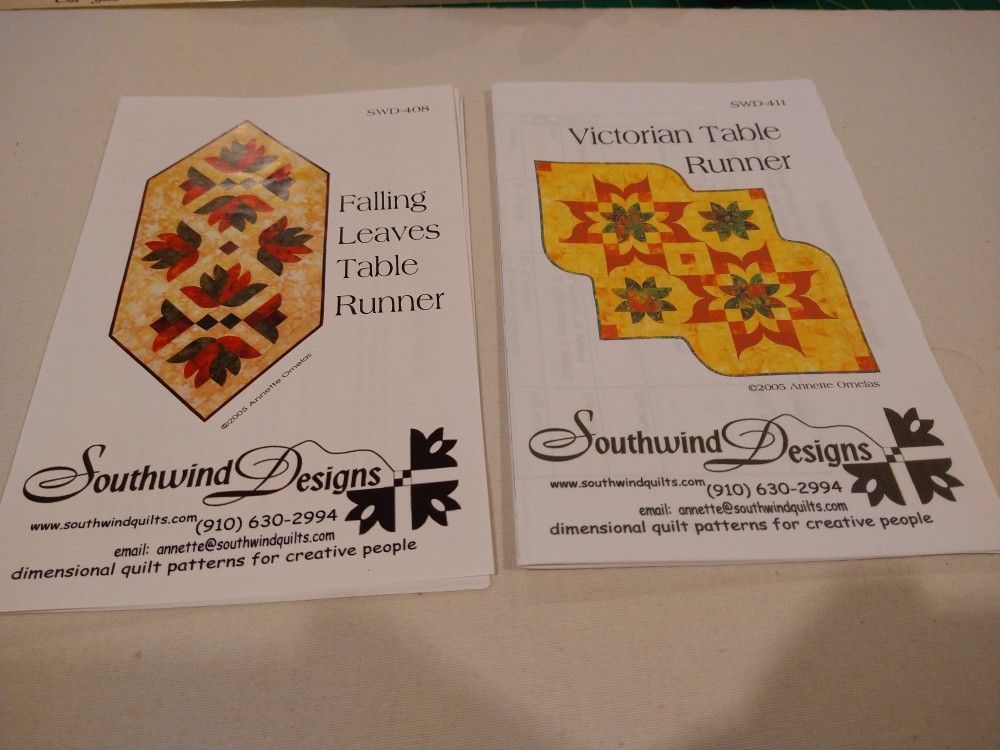 SWD-408
Falling
Leaves
Table
Runner
©2005 Annette Ornelas
Southwind Designs
www.southwindquilts.com (910) 630-2994
email: annette@southwindquilts.com
dimensional quilt patterns for creative people
SWD-411
Victorian Table
Runner
©2005 Annette Ornelas
Southwind Designs
www.southwindquilts.com (910) 630-2994
email: annette@southwindquilts.com
dimensional quilt patterns for creative people